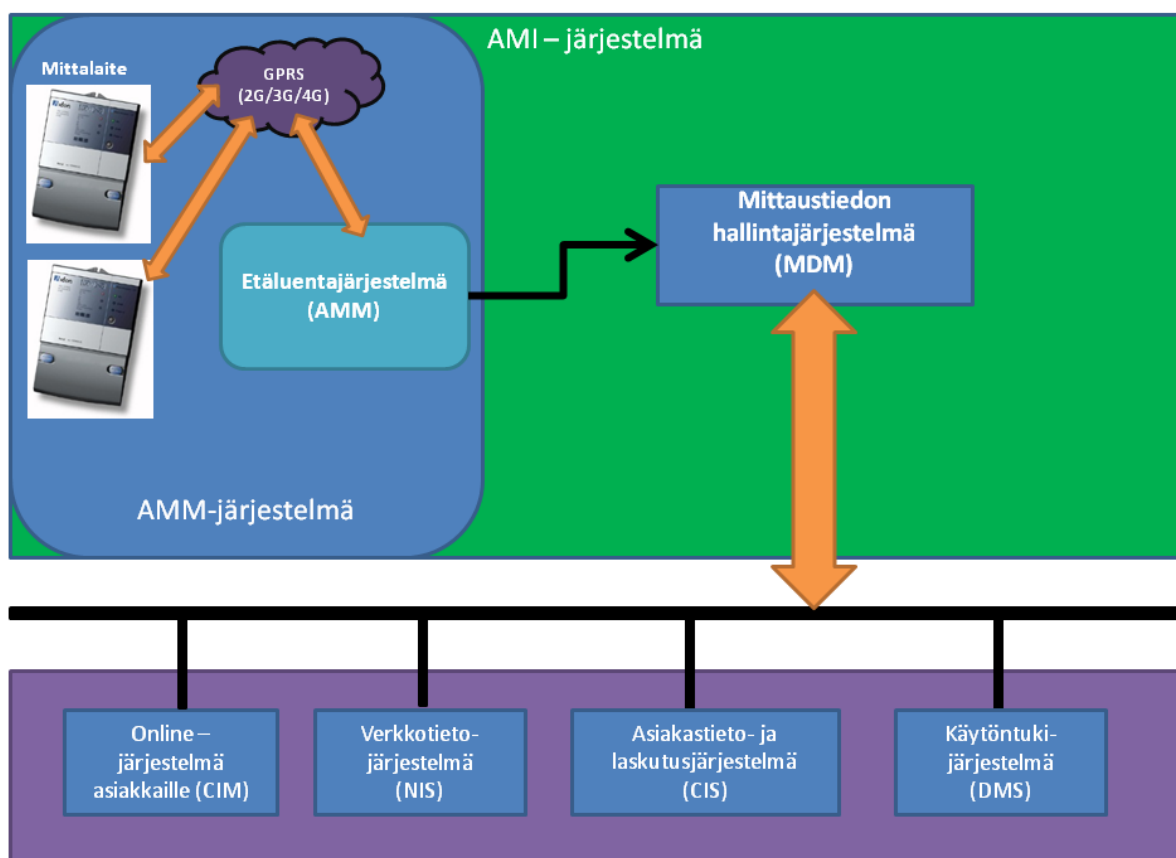 AMI – järjestelmä
Mittalaite
GPRS
(2G/3G/4G)
Mittaustiedon
hallintajärjestelmä
(MDM)
Etäluentajärjestelmä
(AMM)
AMM-järjestelmä
Online –
järjestelmä
asiakkaille (CIM)
Verkkotieto-
järjestelmä
(NIS)
Asiakastieto- ja
laskutusjärjestelmä
(CIS)
Käytöntuki-
järjestelmä
(DMS)